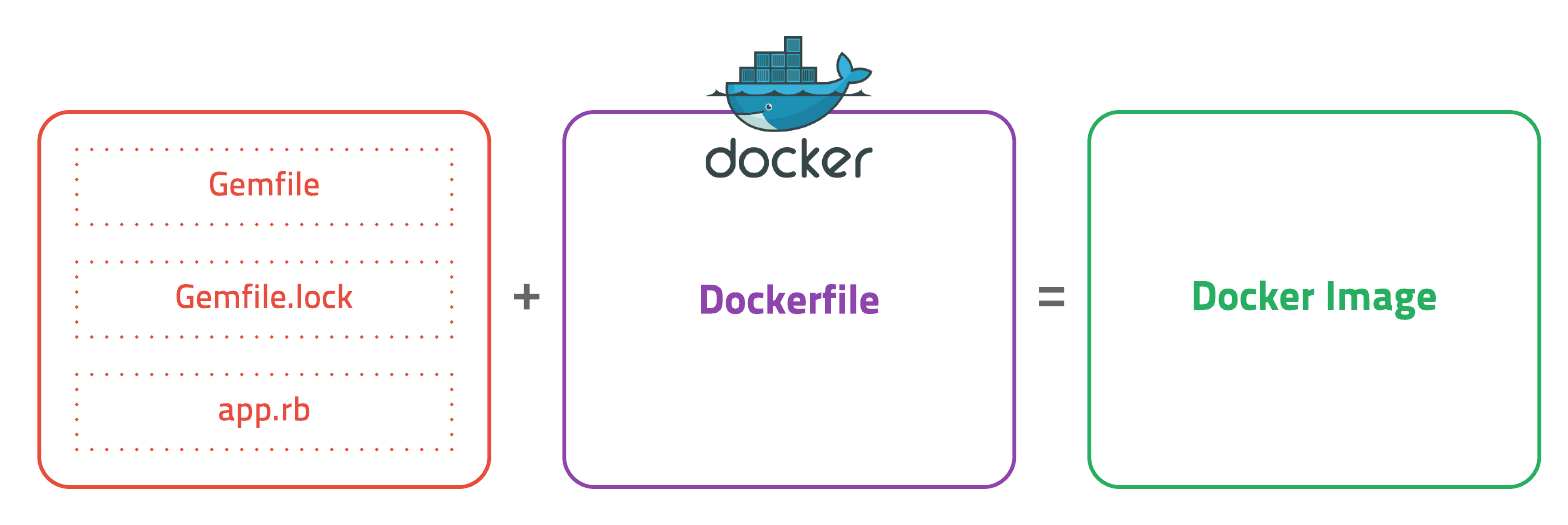 docker
Gemfile
Gemfile.lock
app.rb
+
Dockerfile
=
Docker Image